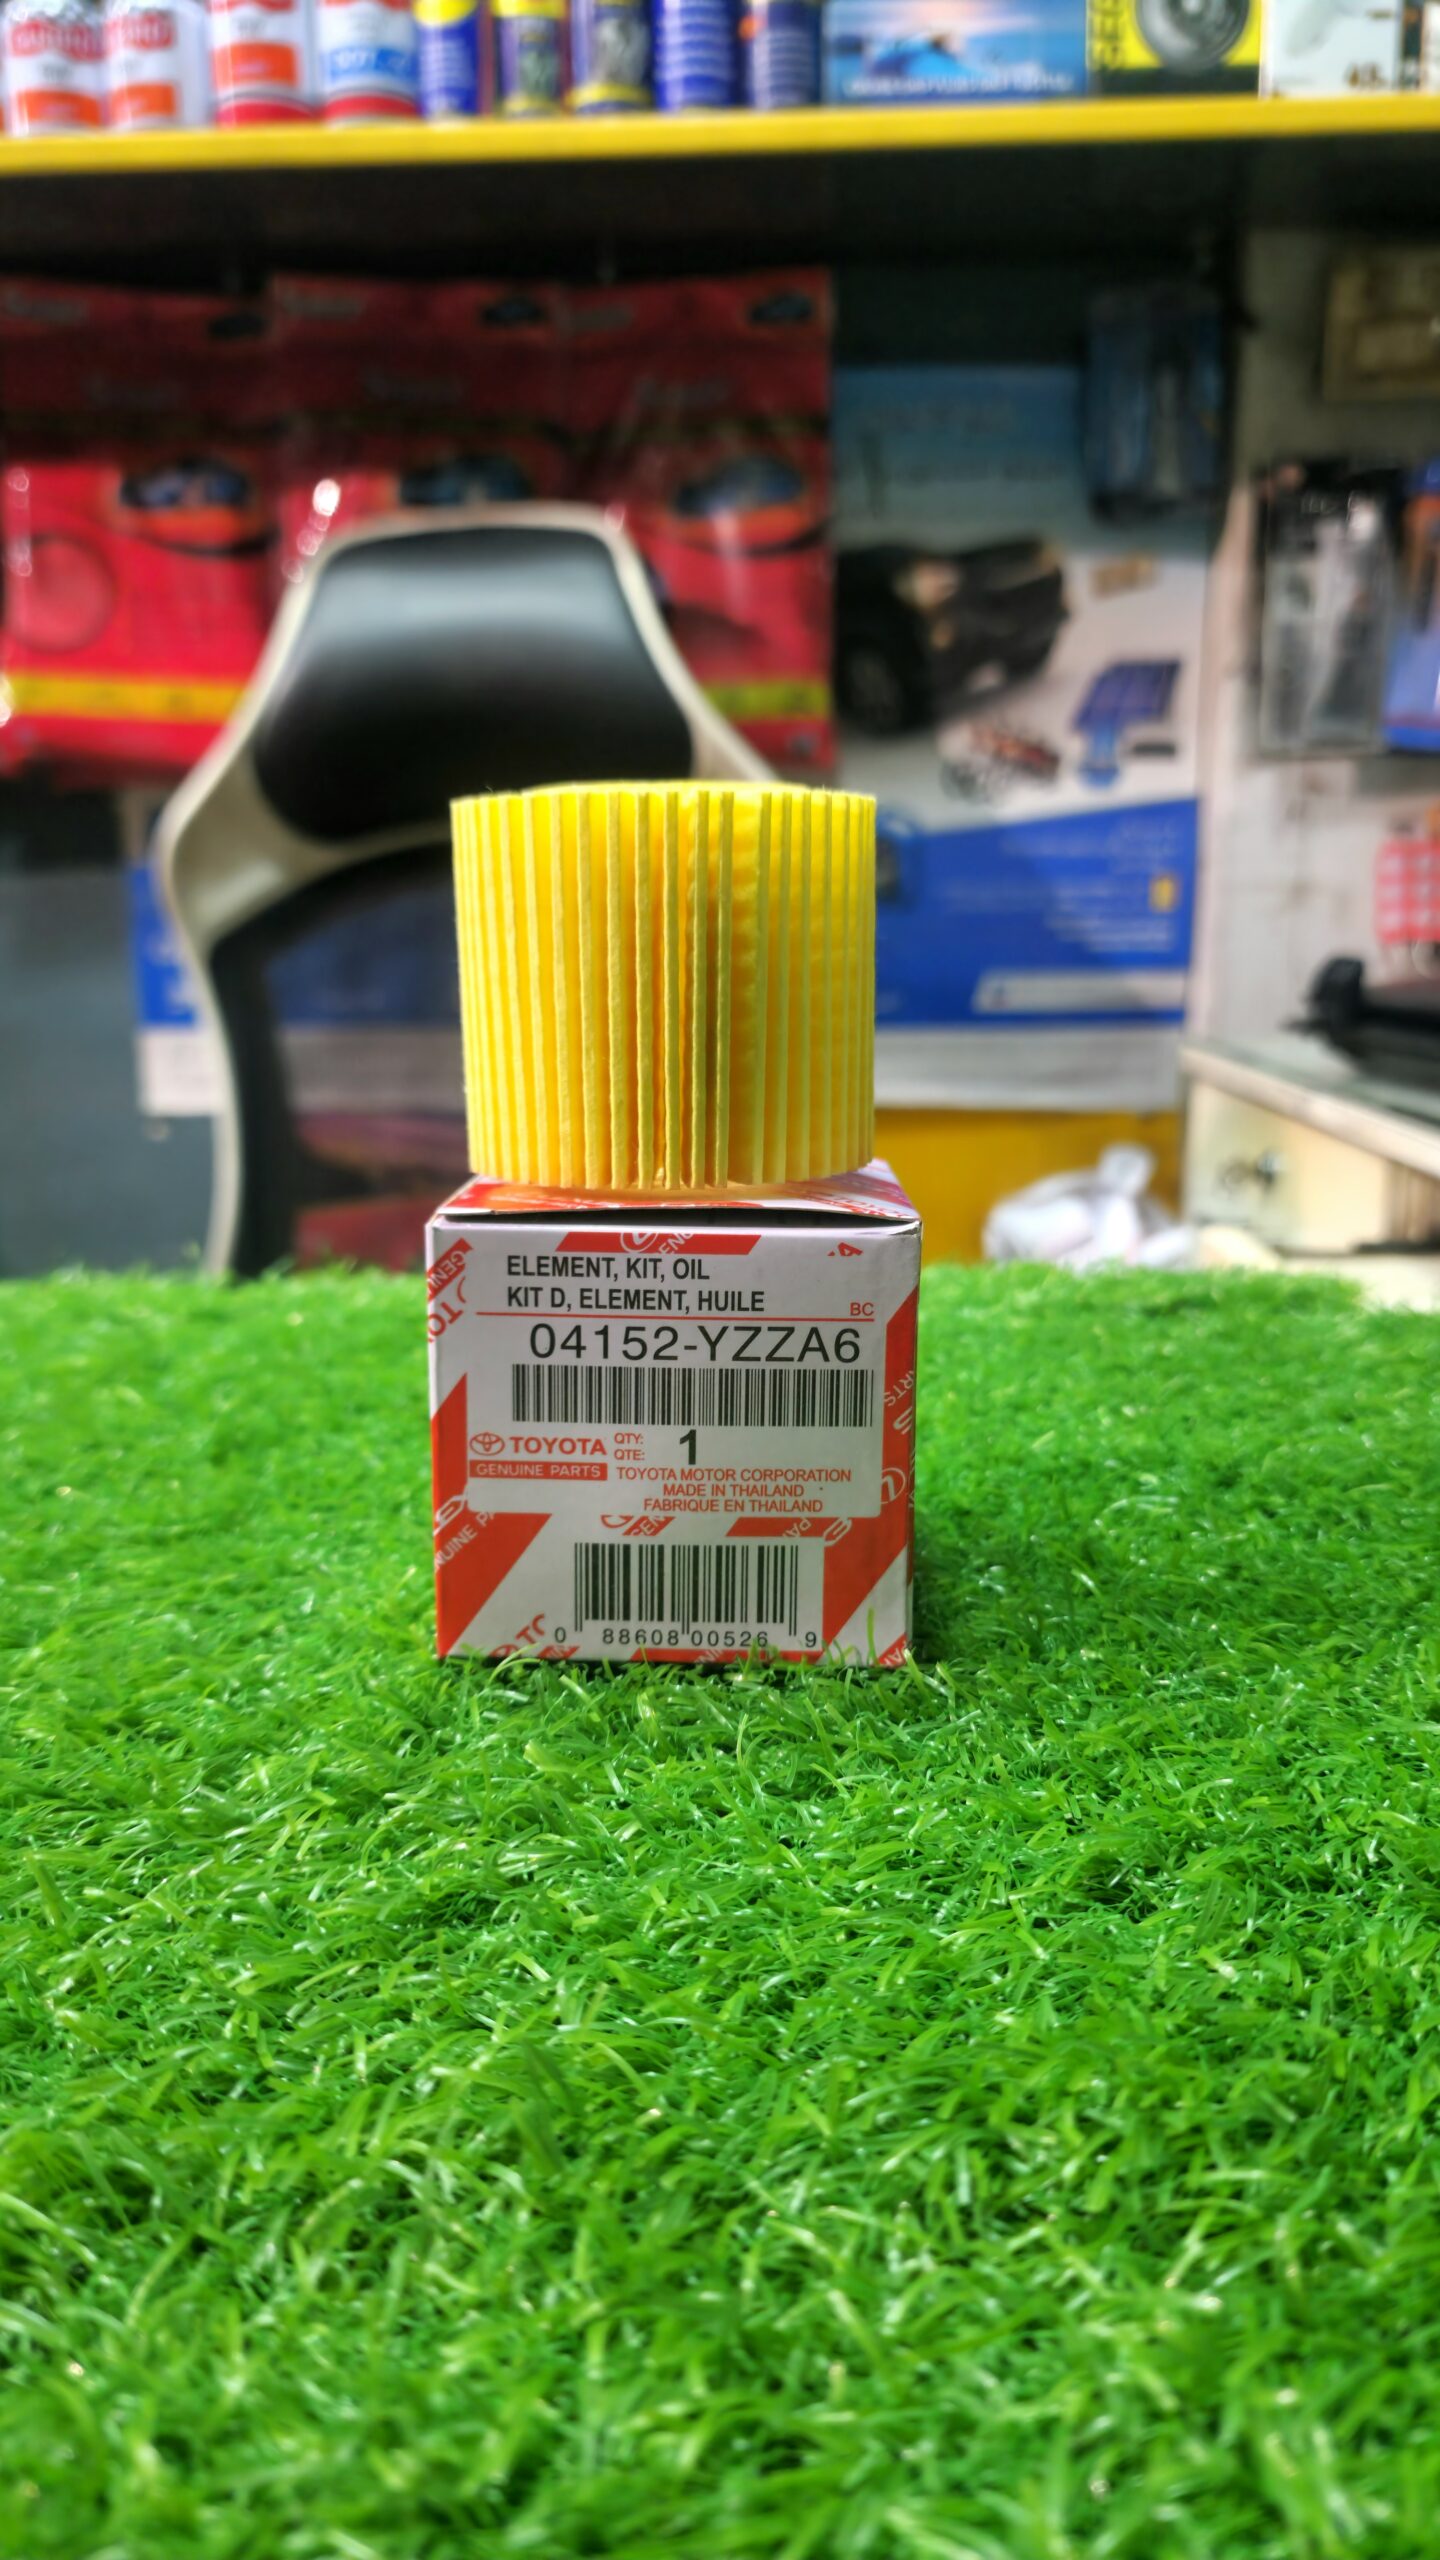 ELEMENT, KIT, OIL
KIT D, ELEMENT, HUILE
BC
04152-YZZA6
TOYOTA
GENUINE PARTS
QTY:
QTE:
1
TOYOTA MOTOR CORPORATION
MADE IN THAILAND
FABRIQUE EN THAILAND
0 88608 00526 9